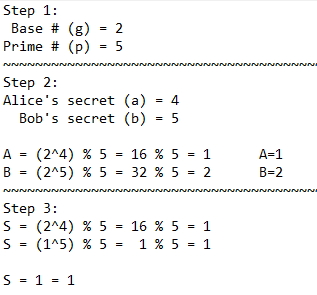 Step 1:
Base # (g) = 2
Prime # (p) = 5
~~~~~~~~~~~~~~~~~~~~~~~~~~~~~~~~~~~~~~~
Step 2:
Alice's secret (a) = 4
Bob's secret (b) = 5
A = (2^4) % 5 = 16 % 5 = 1 A=1
B = (2^5) % 5 = 32 % 5 = 2 B=2
~~~~~~~~~~~~~~~~~~~~~~~~~~~~~~~~~~~~~~~
Step 3:
S = (2^4) % 5 = 16 % 5 = 1
S = (1^5) % 5 = 1 % 5 = 1
S = 1 = 1